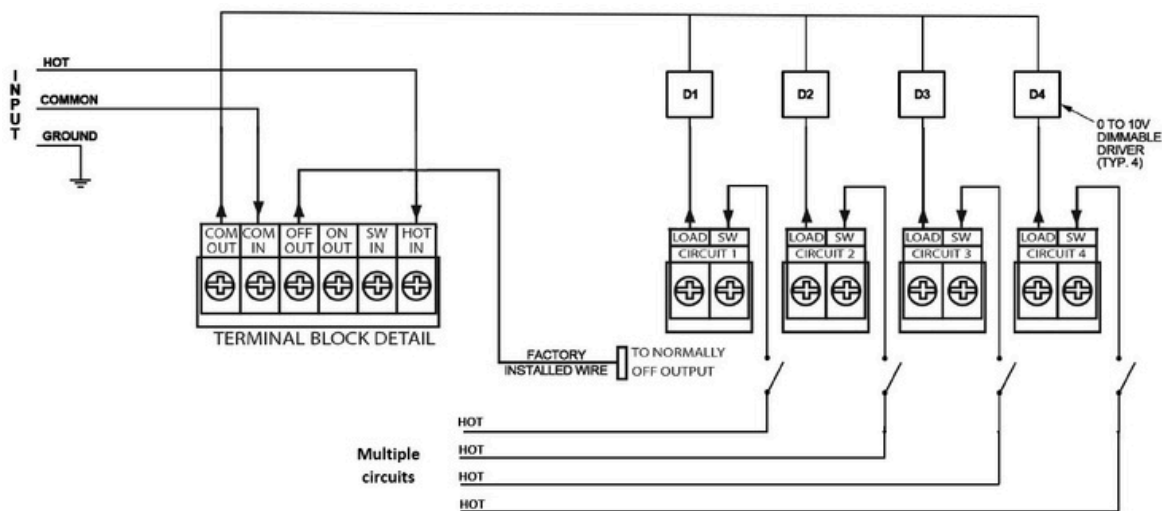 INPUT
HOT
COMMON
GROUND
D1
D2
D3
D4
0 TO 10V
DIMMABLE
DRIVER
(TYP. 4)
COM OUT
COM IN
OFF OUT
ON OUT
SW IN
HOT IN
TERMINAL BLOCK DETAIL
LOAD SW
CIRCUIT 1
LOAD SW
CIRCUIT 2
LOAD SW
CIRCUIT 3
LOAD SW
CIRCUIT 4
FACTORY
INSTALLED WIRE
TO NORMALLY
OFF OUTPUT
Multiple
circuits
HOT
HOT
HOT
HOT